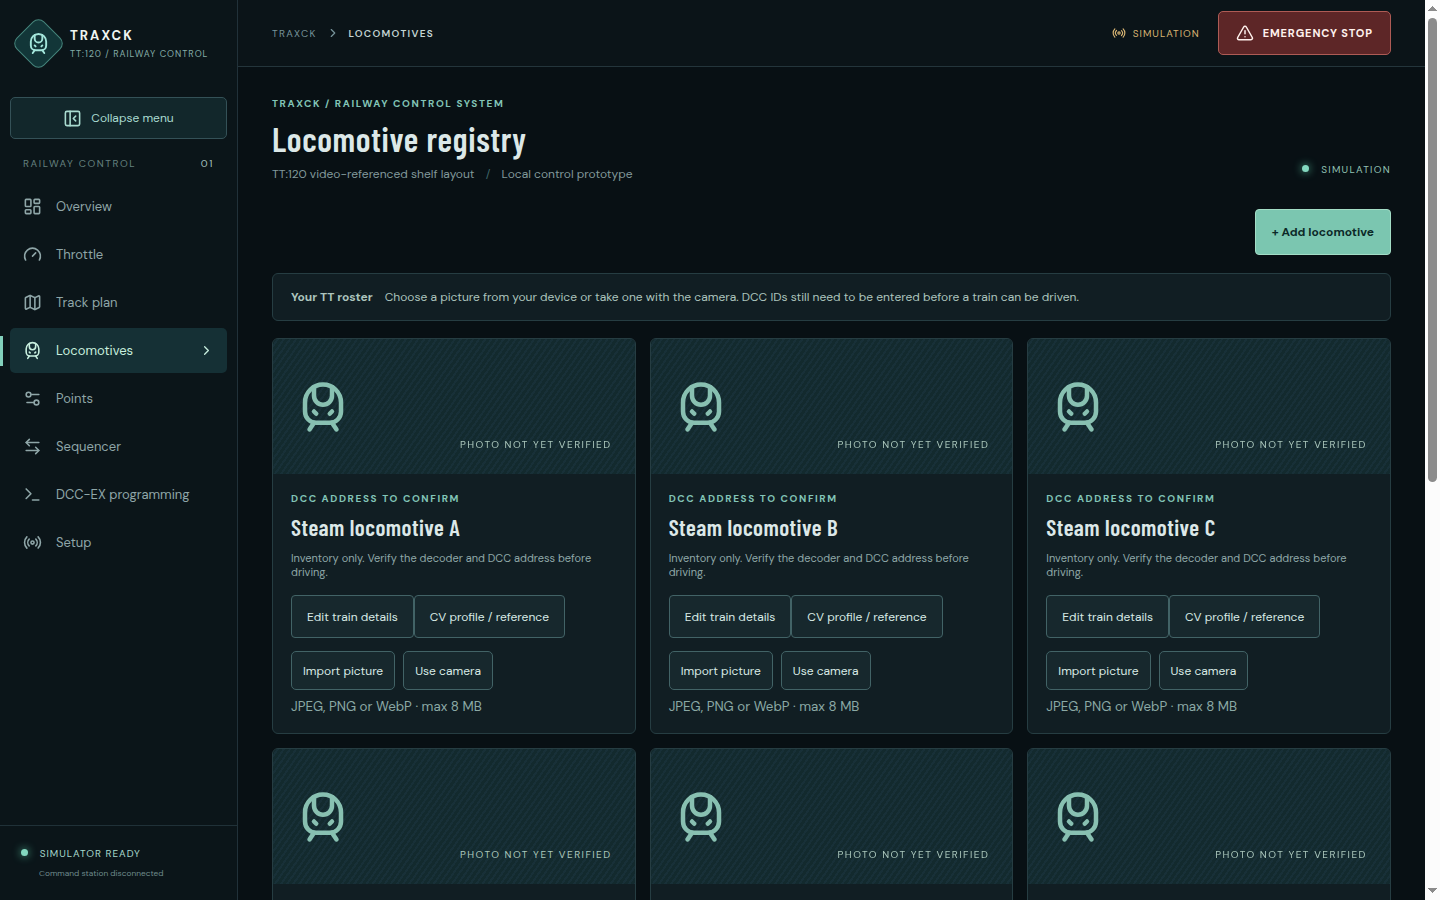 TRAXCK
TT:120 / RAILWAY CONTROL
Collapse menu
RAILWAY CONTROL 01
Overview
Throttle
Track plan
Locomotives
Points
Sequencer
DCC-EX programming
Setup
SIMULATOR READY
Command station disconnected
TRAXCK > LOCOMOTIVES
SIMULATION
EMERGENCY STOP
TRAXCK / RAILWAY CONTROL SYSTEM
Locomotive registry
TT:120 video-referenced shelf layout / Local control prototype
SIMULATION
+ Add locomotive
Your TT roster Choose a picture from your device or take one with the camera. DCC IDs still need to be entered before a train can be driven.
PHOTO NOT YET VERIFIED
DCC ADDRESS TO CONFIRM
Steam locomotive A
Inventory only. Verify the decoder and DCC address before
driving.
Edit train details CV profile / reference
Import picture Use camera
JPEG, PNG or WebP · max 8 MB
PHOTO NOT YET VERIFIED
DCC ADDRESS TO CONFIRM
Steam locomotive B
Inventory only. Verify the decoder and DCC address before
driving.
Edit train details CV profile / reference
Import picture Use camera
JPEG, PNG or WebP · max 8 MB
PHOTO NOT YET VERIFIED
DCC ADDRESS TO CONFIRM
Steam locomotive C
Inventory only. Verify the decoder and DCC address before
driving.
Edit train details CV profile / reference
Import picture Use camera
JPEG, PNG or WebP · max 8 MB
PHOTO NOT YET VERIFIED
PHOTO NOT YET VERIFIED
PHOTO NOT YET VERIFIED